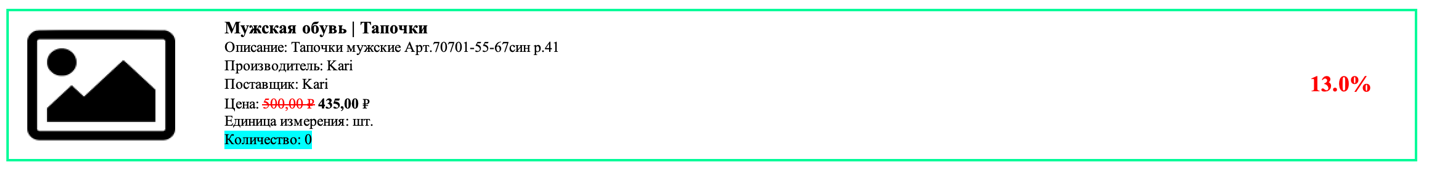 Мужская обувь | Тапочки
Описание: Тапочки мужские Арт.70701-55-67син р.41
Производитель: Kari
Поставщик: Kari
Цена: 500,00 ₽ 435,00 ₽
Единица измерения: шт.
Количество: 0
13.0%